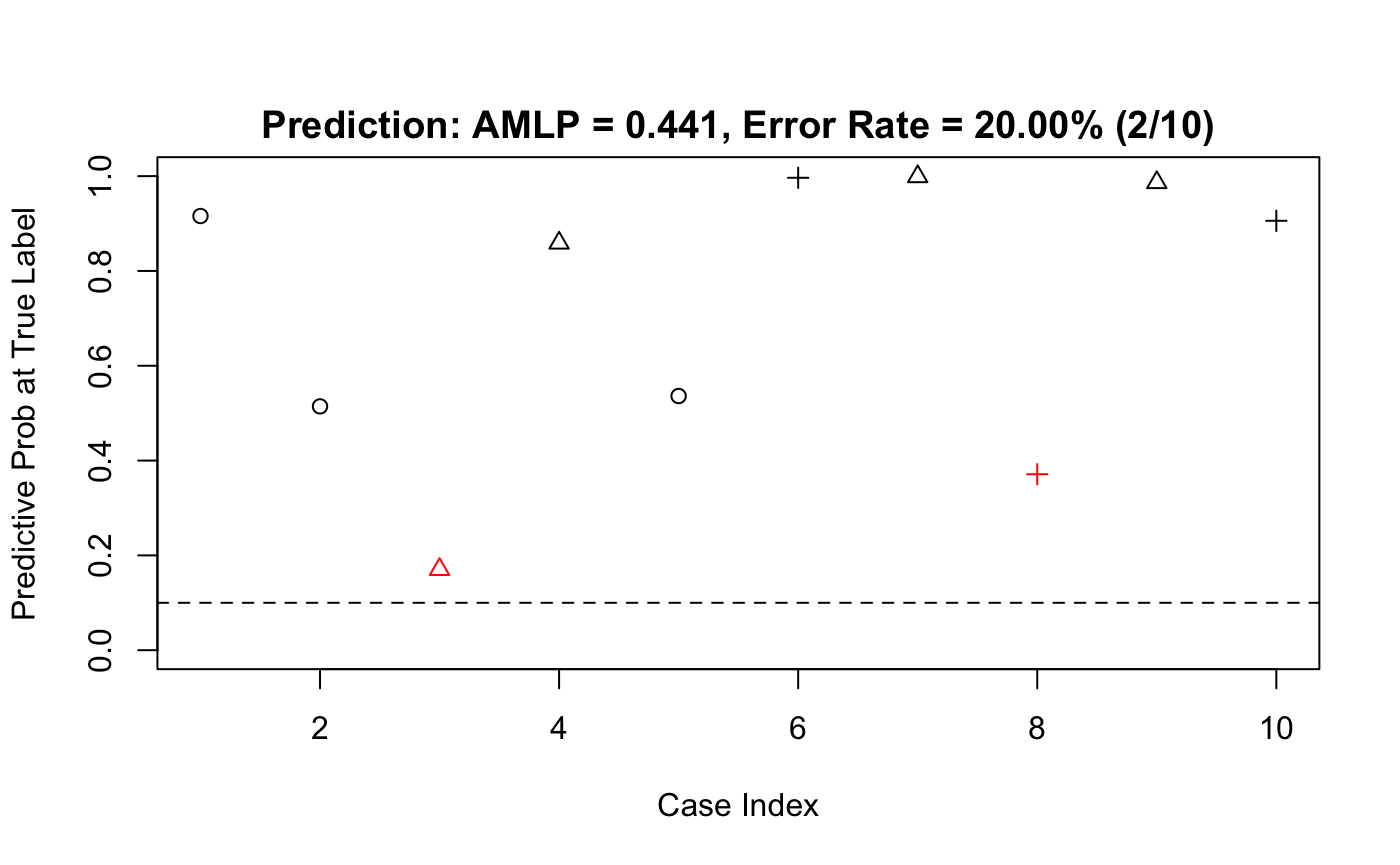 Prediction: AMLP = 0.441, Error Rate = 20.00% (2/10)
Predictive Prob at True Label
1.0
0.8
0.6
0.4
0.2
0.0
2 4 6 8 10
Case Index